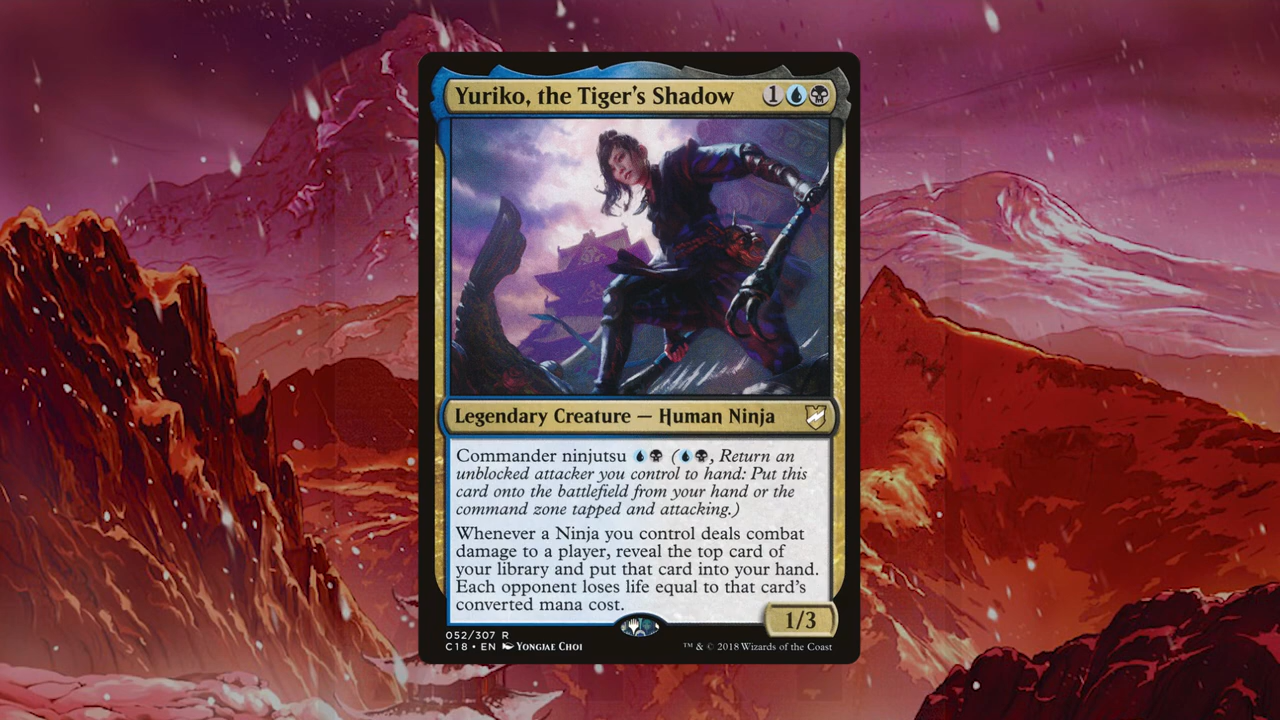 Yuriko, the Tiger's Shadow 1
Legendary Creature — Human Ninja
Commander ninjutsu (, Return an
unblocked attacker you control to hand: Put this
card onto the battlefield from your hand or the
command zone tapped and attacking.)
Whenever a Ninja you control deals combat
damage to a player, reveal the top card of
your library and put that card into your hand.
Each opponent loses life equal to that card's
converted mana cost.
1/3
052/307 R
C18 • EN Yongjae Choi
™ & © 2018 Wizards of the Coast